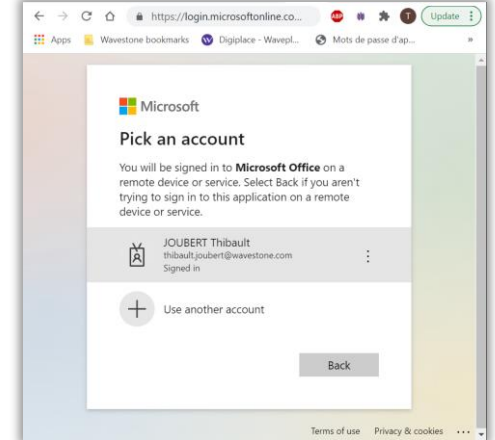 https://login.microsoftonline.co...
ABP
T
Update
Apps
Wavestone bookmarks
W
Digiplace - Wavepl...
Mots de passe d'ap...
»
Microsoft
Pick an account
You will be signed in to Microsoft Office on a
remote device or service. Select Back if you aren't
trying to sign in to this application on a remote
device or service.
JOUBERT Thibault
thibault.joubert@wavestone.com
Signed in
Use another account
Back
Terms of use Privacy & cookies ...